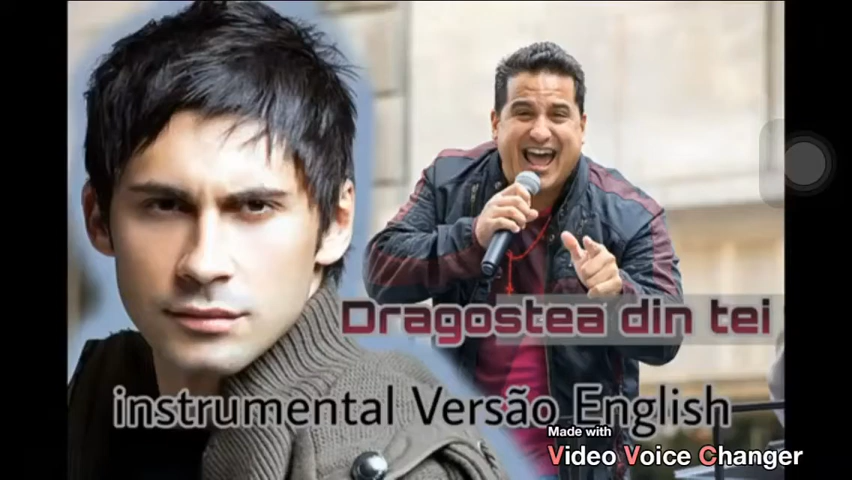 Dragostea din tei
instrumental Versão English
Made with
Video Voice Changer